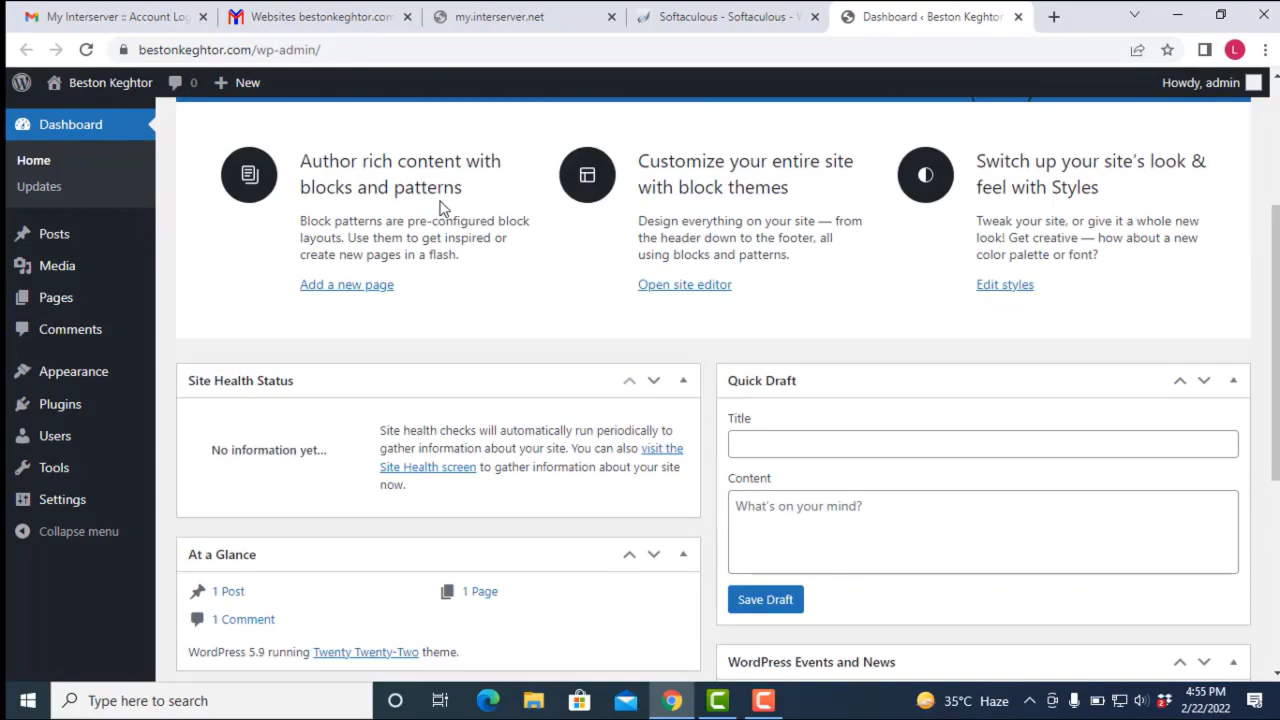 My Interserver :: Account Log
Websites bestonkeghtor.com
my.interserver.net
Softaculous - Softaculous - W
Dashboard ‹ Beston Keghtor
bestonkeghtor.com/wp-admin/
L
Beston Keghtor
0
New
Howdy, admin
Dashboard
Home
Updates
Posts
Media
Pages
Comments
Appearance
Plugins
Users
Tools
Settings
Collapse menu
Author rich content with
blocks and patterns
Block patterns are pre-configured block
layouts. Use them to get inspired or
create new pages in a flash.
Add a new page
Customize your entire site
with block themes
Design everything on your site — from
the header down to the footer, all
using blocks and patterns.
Open site editor
Switch up your site's look &
feel with Styles
Tweak your site, or give it a whole new
look! Get creative — how about a new
color palette or font?
Edit styles
Site Health Status
No information yet...
Site health checks will automatically run periodically to
gather information about your site. You can also visit the
Site Health screen to gather information about your site
now.
At a Glance
1 Post
1 Page
1 Comment
WordPress 5.9 running Twenty Twenty-Two theme.
Quick Draft
Title
Content
What's on your mind?
Save Draft
WordPress Events and News
Type here to search
35°C Haze
4:55 PM
2/22/2022